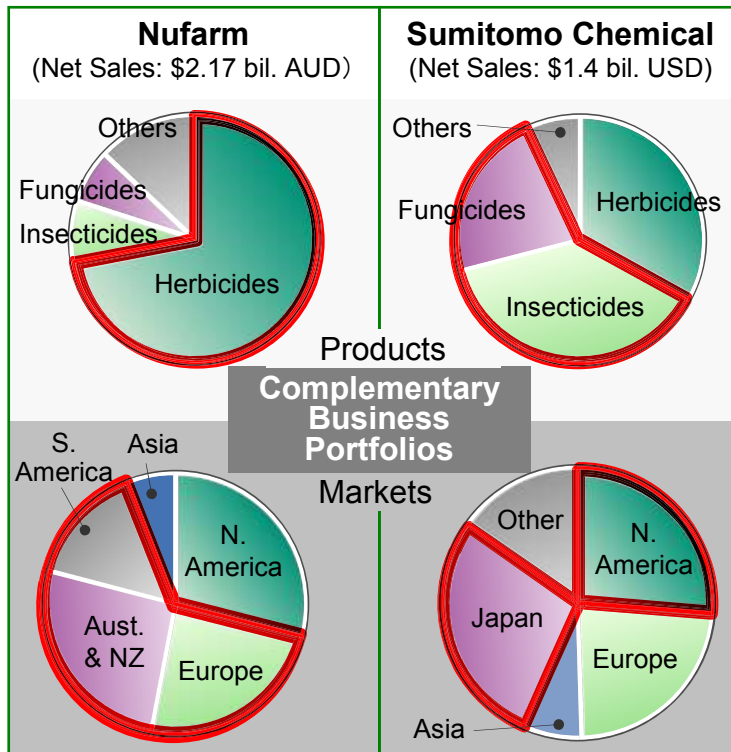 Nufarm
(Net Sales: $2.17 bil. AUD）
Sumitomo Chemical
(Net Sales: $1.4 bil. USD)
Others
Fungicides
Insecticides
Herbicides
Others
Fungicides
Herbicides
Insecticides
Products
Complementary
Business
Portfolios
Markets
S.
America
Asia
N.
America
Aust.
& NZ
Europe
Other
N.
America
Japan
Europe
Asia